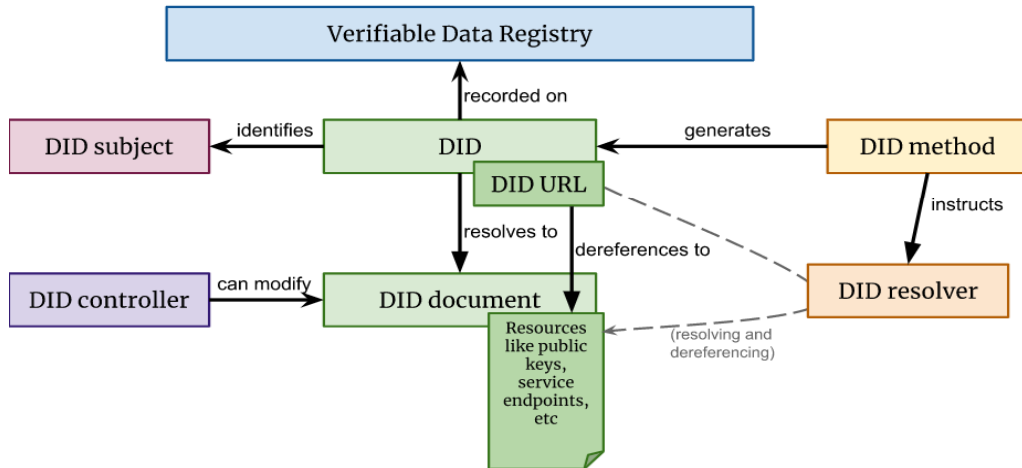 Verifiable Data Registry
recorded on
DID subject
identifies
DID
generates
DID method
DID URL
resolves to
dereferences to
instructs
DID controller
can modify
DID document
DID resolver
Resources
like public
keys,
service
endpoints,
etc
(resolving and
dereferencing)